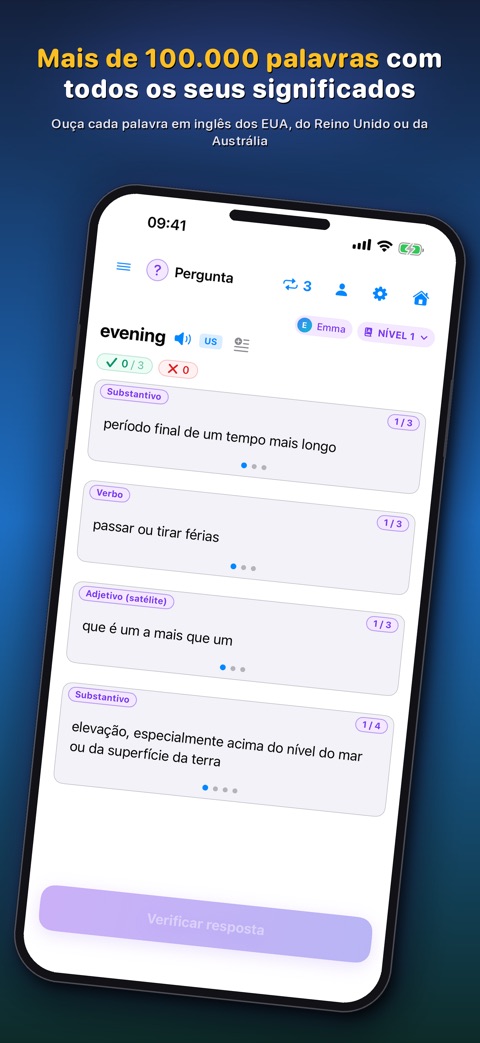 Mais de 100.000 palavras com
todos os seus significados
Ouça cada palavra em inglês dos EUA, do Reino Unido ou da
Austrália
09:41
? Pergunta
3
E Emma
NÍVEL 1
evening
US
0 / 3
0
Substantivo
1 / 3
período final de um tempo mais longo
Verbo
1 / 3
passar ou tirar férias
Adjetivo (satélite)
1 / 3
que é um a mais que um
Substantivo
1 / 4
elevação, especialmente acima do nível do mar
ou da superfície da terra
Verificar resposta